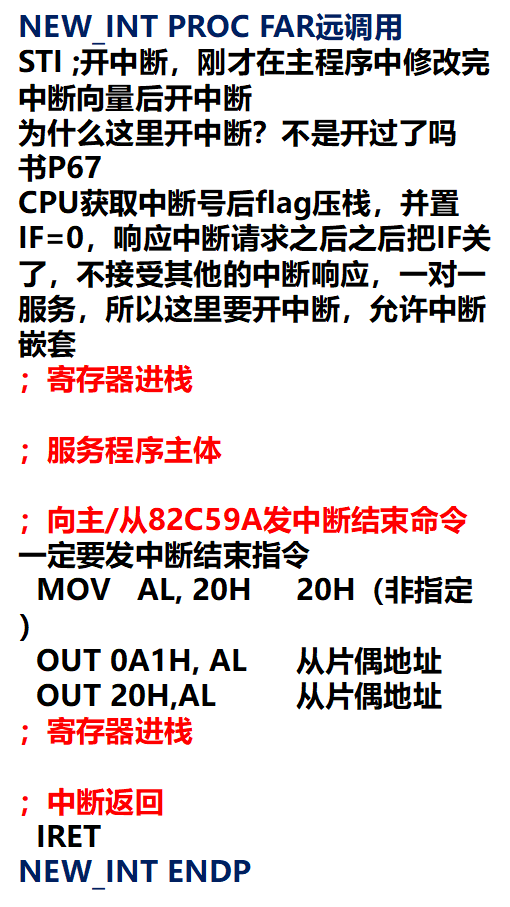 NEW_INT PROC FAR远调用
STI ;开中断，刚才在主程序中修改完
中断向量后开中断
为什么这里开中断？不是开过了吗
书P67
CPU获取中断号后flag压栈，并置
IF=0，响应中断请求之后之后把IF关
了，不接受其他的中断响应，一对一
服务，所以这里要开中断，允许中断
嵌套
；寄存器进栈
；服务程序主体
；向主/从82C59A发中断结束命令
一定要发中断结束指令
MOV AL, 20H 20H（非指定
）
OUT 0A1H, AL 从片偶地址
OUT 20H,AL 从片偶地址
；寄存器进栈
；中断返回
IRET
NEW_INT ENDP